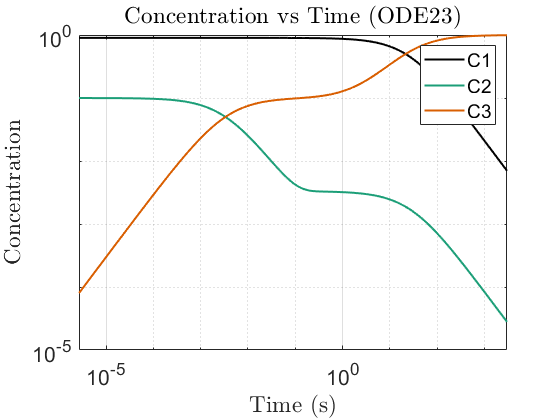 Concentration vs Time (ODE23)
10^0
C1
C2
C3
Concentration
10^-5
10^-5
10^0
Time (s)